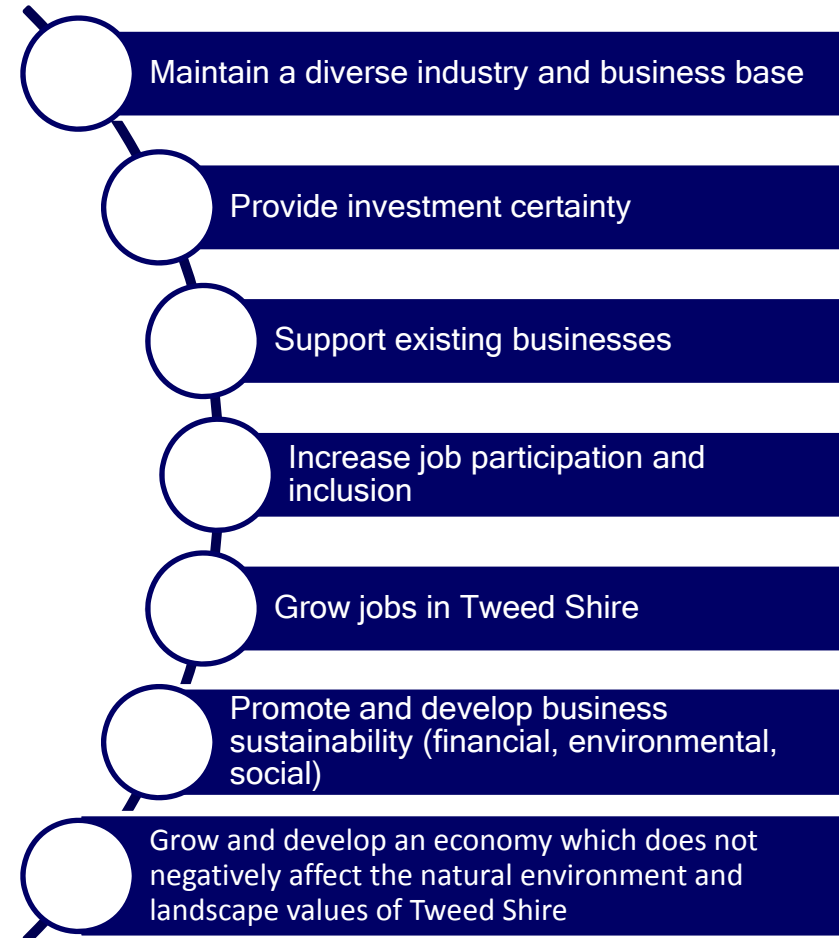 Maintain a diverse industry and business base
Provide investment certainty
Support existing businesses
Increase job participation and
inclusion
Grow jobs in Tweed Shire
Promote and develop business
sustainability (financial, environmental,
social)
Grow and develop an economy which does not
negatively affect the natural environment and
landscape values of Tweed Shire